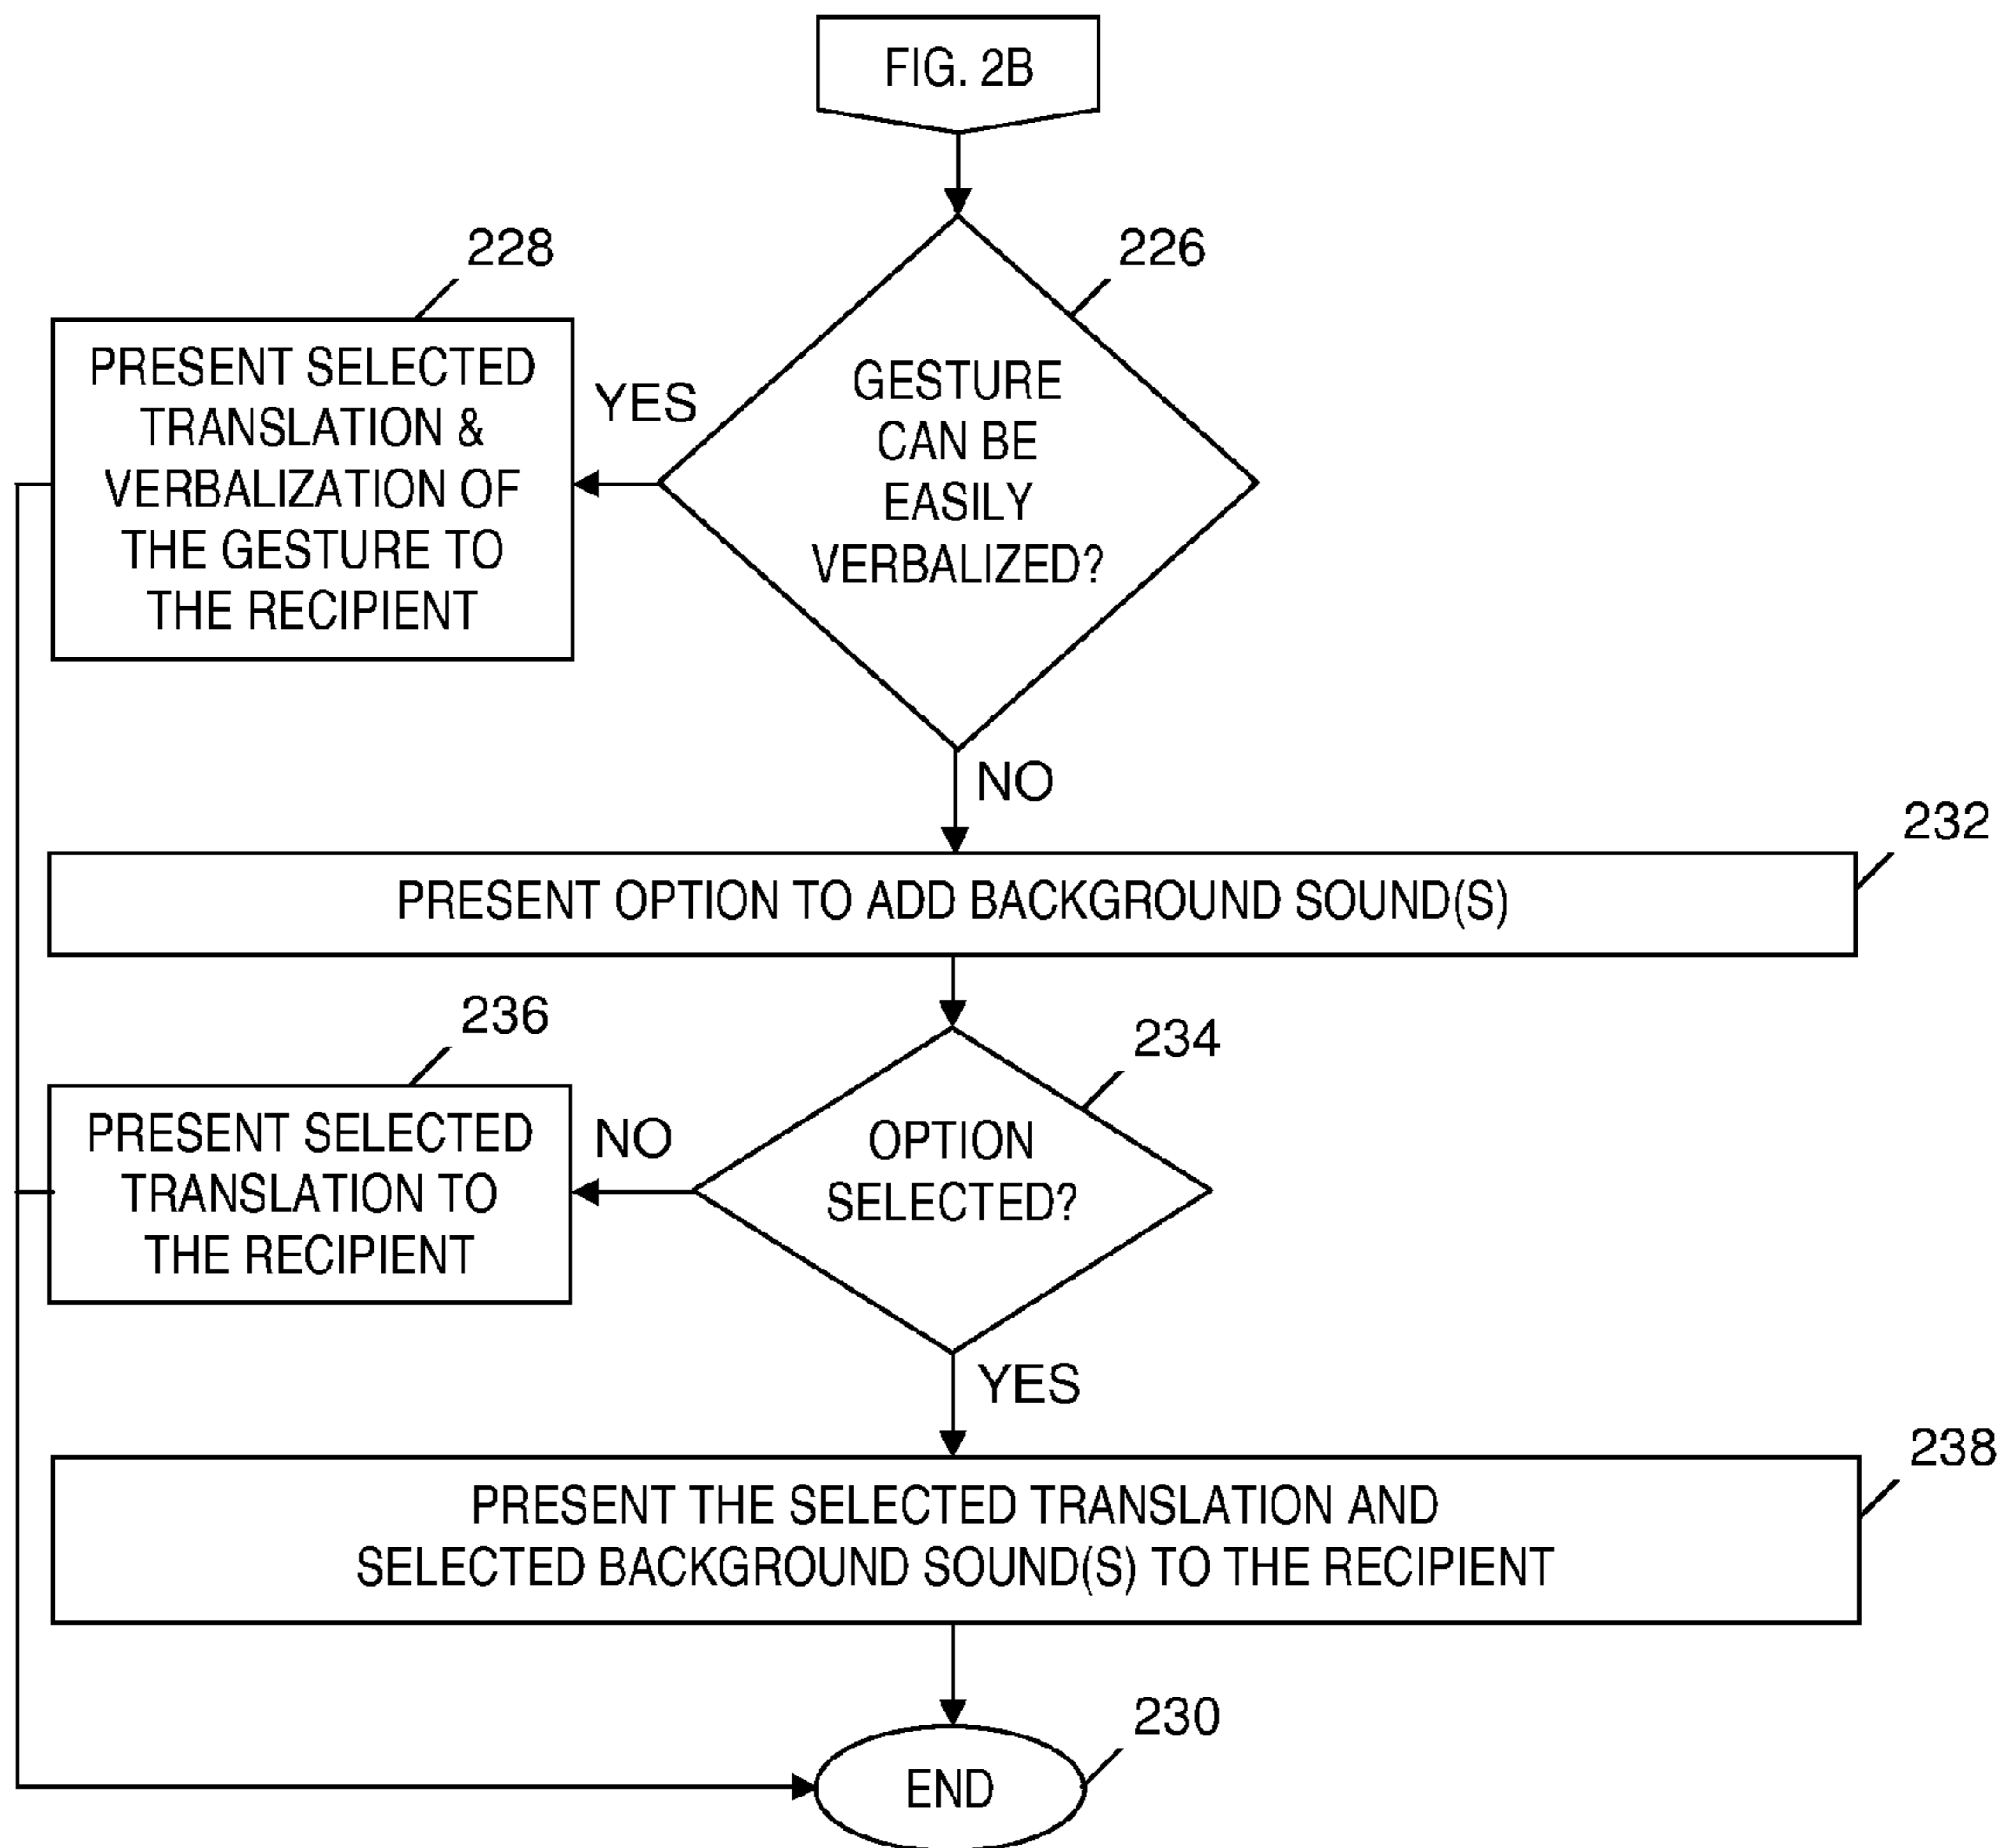 FIG. 2B
228
226
PRESENT SELECTED
TRANSLATION &
VERBALIZATION OF
THE GESTURE TO
THE RECIPIENT
YES
GESTURE
CAN BE
EASILY
VERBALIZED?
NO
232
PRESENT OPTION TO ADD BACKGROUND SOUND(S)
236
234
PRESENT SELECTED
TRANSLATION TO
THE RECIPIENT
NO
OPTION
SELECTED?
YES
238
PRESENT THE SELECTED TRANSLATION AND
SELECTED BACKGROUND SOUND(S) TO THE RECIPIENT
230
END